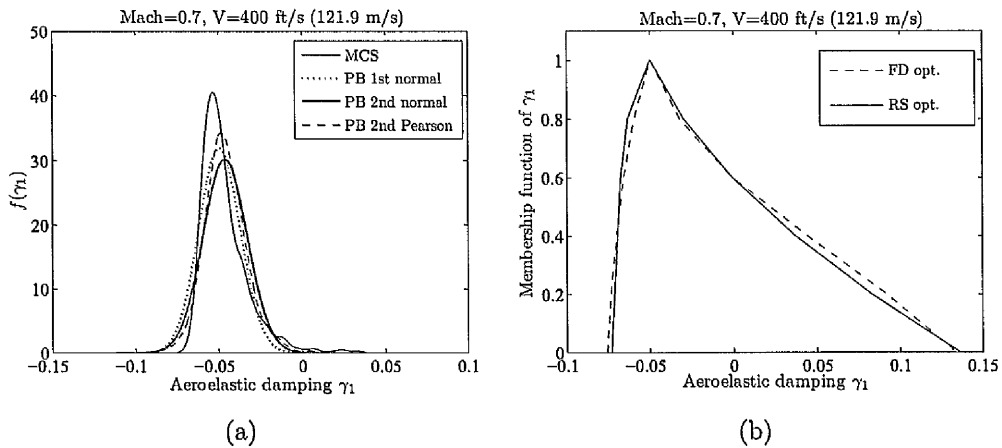 Mach=0.7, V=400 ft/s (121.9 m/s)
50
40
30
20
10
0
f(γ₁)
MCS
PB 1st normal
PB 2nd normal
PB 2nd Pearson
−0.15
−0.1
−0.05
0
0.05
0.1
Aeroelastic damping γ₁
(a)
Mach=0.7, V=400 ft/s (121.9 m/s)
1
0.8
0.6
0.4
0.2
0
Membership function of γ₁
FD opt.
RS opt.
−0.1
−0.05
0
0.05
0.1
0.15
Aeroelastic damping γ₁
(b)